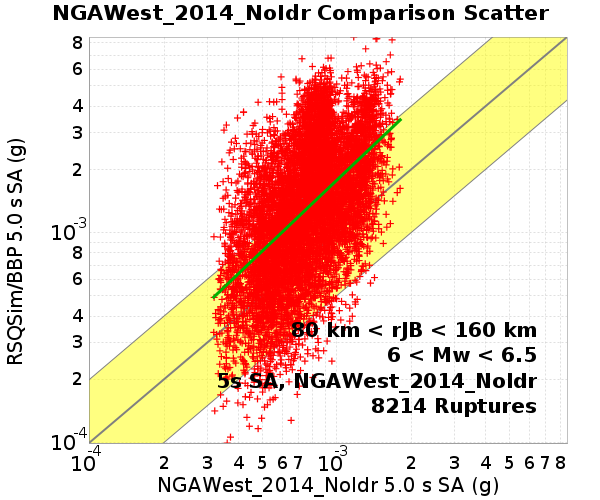 NGAWest_2014_NoIdr Comparison Scatter
RSQSim/BBP 5.0 s SA (g)
8
6
4
3
2
10-3
8
6
4
3
2
10-4
80 km < rJB < 160 km
6 < Mw < 6.5
5s SA, NGAWest_2014_NoIdr
8214 Ruptures
10-4 2 3 4 5 6 7 10-3 2 3 4 5 6 7 8
NGAWest_2014_NoIdr 5.0 s SA (g)